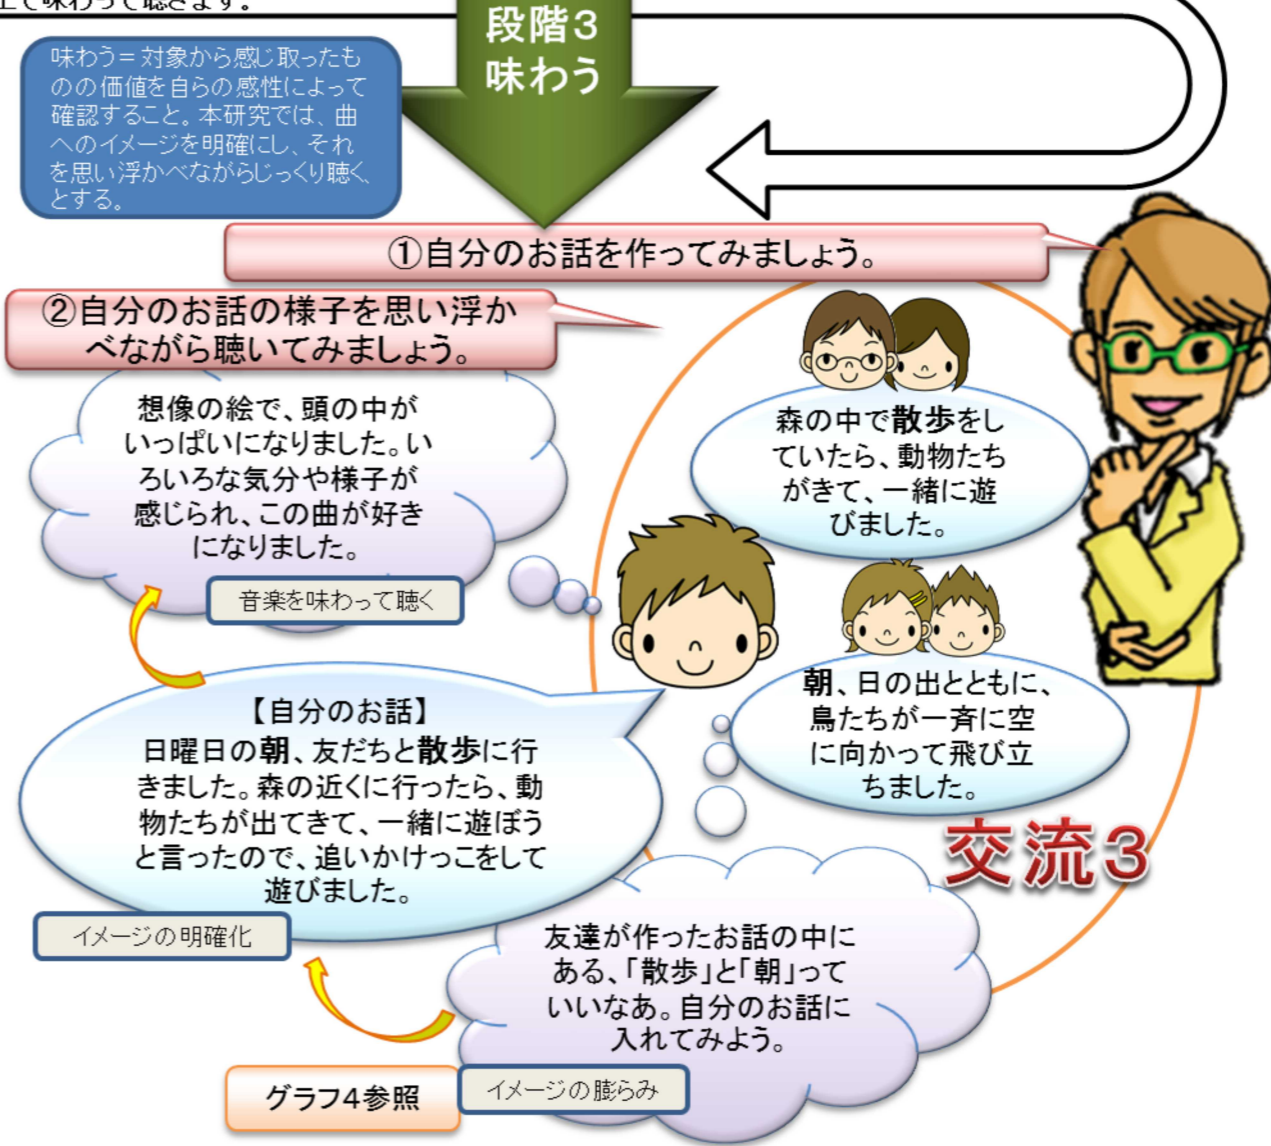 上で味わって聴きます。
段階3
味わう
味わう＝対象から感じ取ったも
のの価値を自らの感性によって
確認すること。本研究では、曲
へのイメージを明確にし、それ
を思い浮かべながらじっくり聴く、
とする。
①自分のお話を作ってみましょう。
②自分のお話の様子を思い浮か
べながら聴いてみましょう。
想像の絵で、頭の中が
いっぱいになりました。い
ろいろな気分や様子が
感じられ、この曲が好き
になりました。
音楽を味わって聴く
森の中で散歩をし
ていたら、動物たち
がきて、一緒に遊
びました。
朝、日の出とともに、
鳥たちが一斉に空
に向かって飛び立
ちました。
【自分のお話】
日曜日の朝、友だちと散歩に行
きました。森の近くに行ったら、動
物たちが出てきて、一緒に遊ぼう
と言ったので、追いかけっこをして
遊びました。
イメージの明確化
交流3
友達が作ったお話の中に
ある、「散歩」と「朝」って
いいなあ。自分のお話に
入れてみよう。
イメージの膨らみ
グラフ4参照